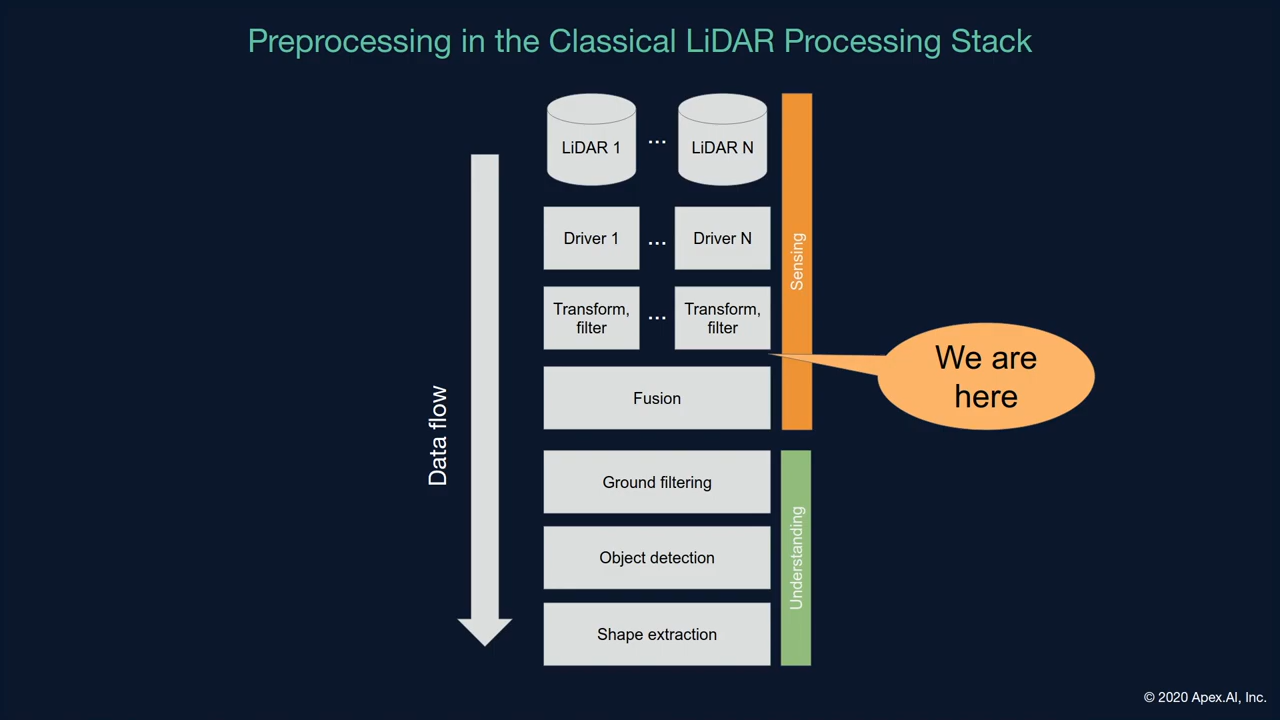 Preprocessing in the Classical LiDAR Processing Stack
LiDAR 1
...
LiDAR N
Driver 1
...
Driver N
Transform,
filter
...
Transform,
filter
Fusion
Ground filtering
Object detection
Shape extraction
Data flow
Sensing
Understanding
We are
here
© 2020 Apex.AI, Inc.